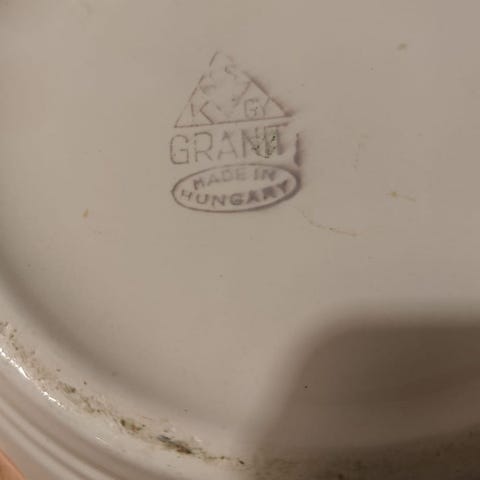 S
K GY
GRANIT
MADE IN
HUNGARY